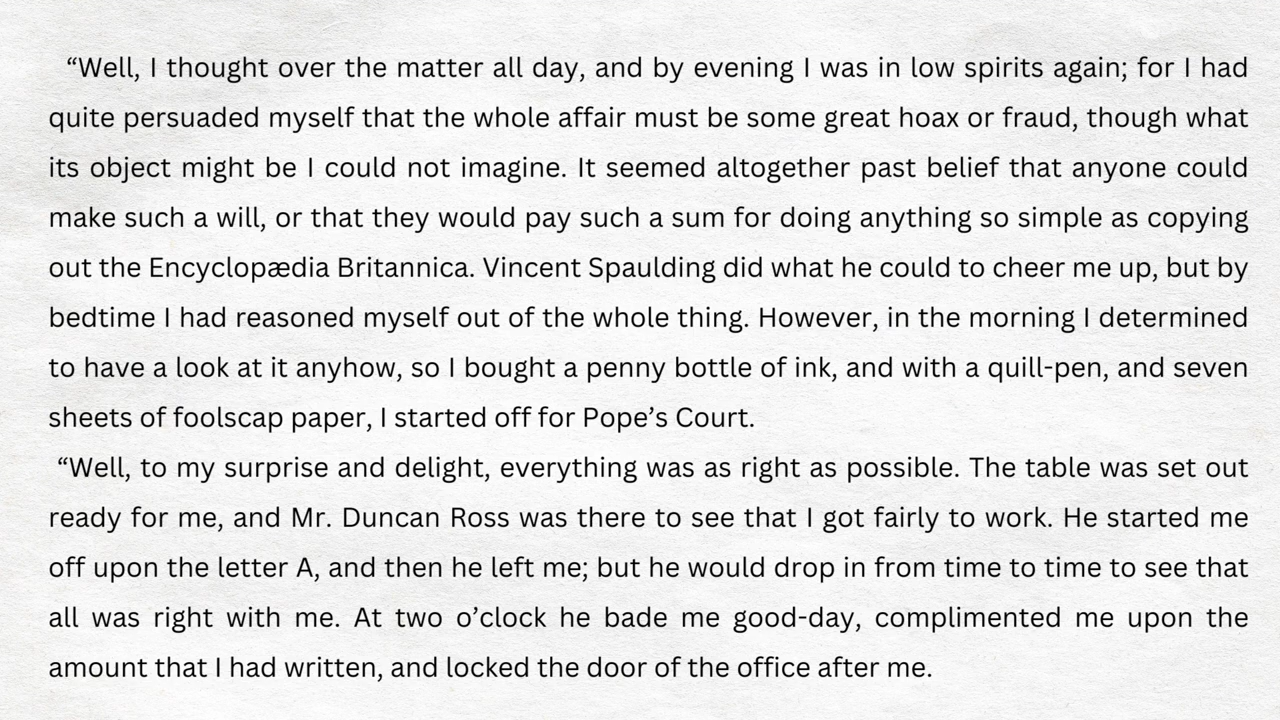 “Well, I thought over the matter all day, and by evening I was in low spirits again; for I had
quite persuaded myself that the whole affair must be some great hoax or fraud, though what
its object might be I could not imagine. It seemed altogether past belief that anyone could
make such a will, or that they would pay such a sum for doing anything so simple as copying
out the Encyclopædia Britannica. Vincent Spaulding did what he could to cheer me up, but by
bedtime I had reasoned myself out of the whole thing. However, in the morning I determined
to have a look at it anyhow, so I bought a penny bottle of ink, and with a quill-pen, and seven
sheets of foolscap paper, I started off for Pope’s Court.
“Well, to my surprise and delight, everything was as right as possible. The table was set out
ready for me, and Mr. Duncan Ross was there to see that I got fairly to work. He started me
off upon the letter A, and then he left me; but he would drop in from time to time to see that
all was right with me. At two o’clock he bade me good-day, complimented me upon the
amount that I had written, and locked the door of the office after me.